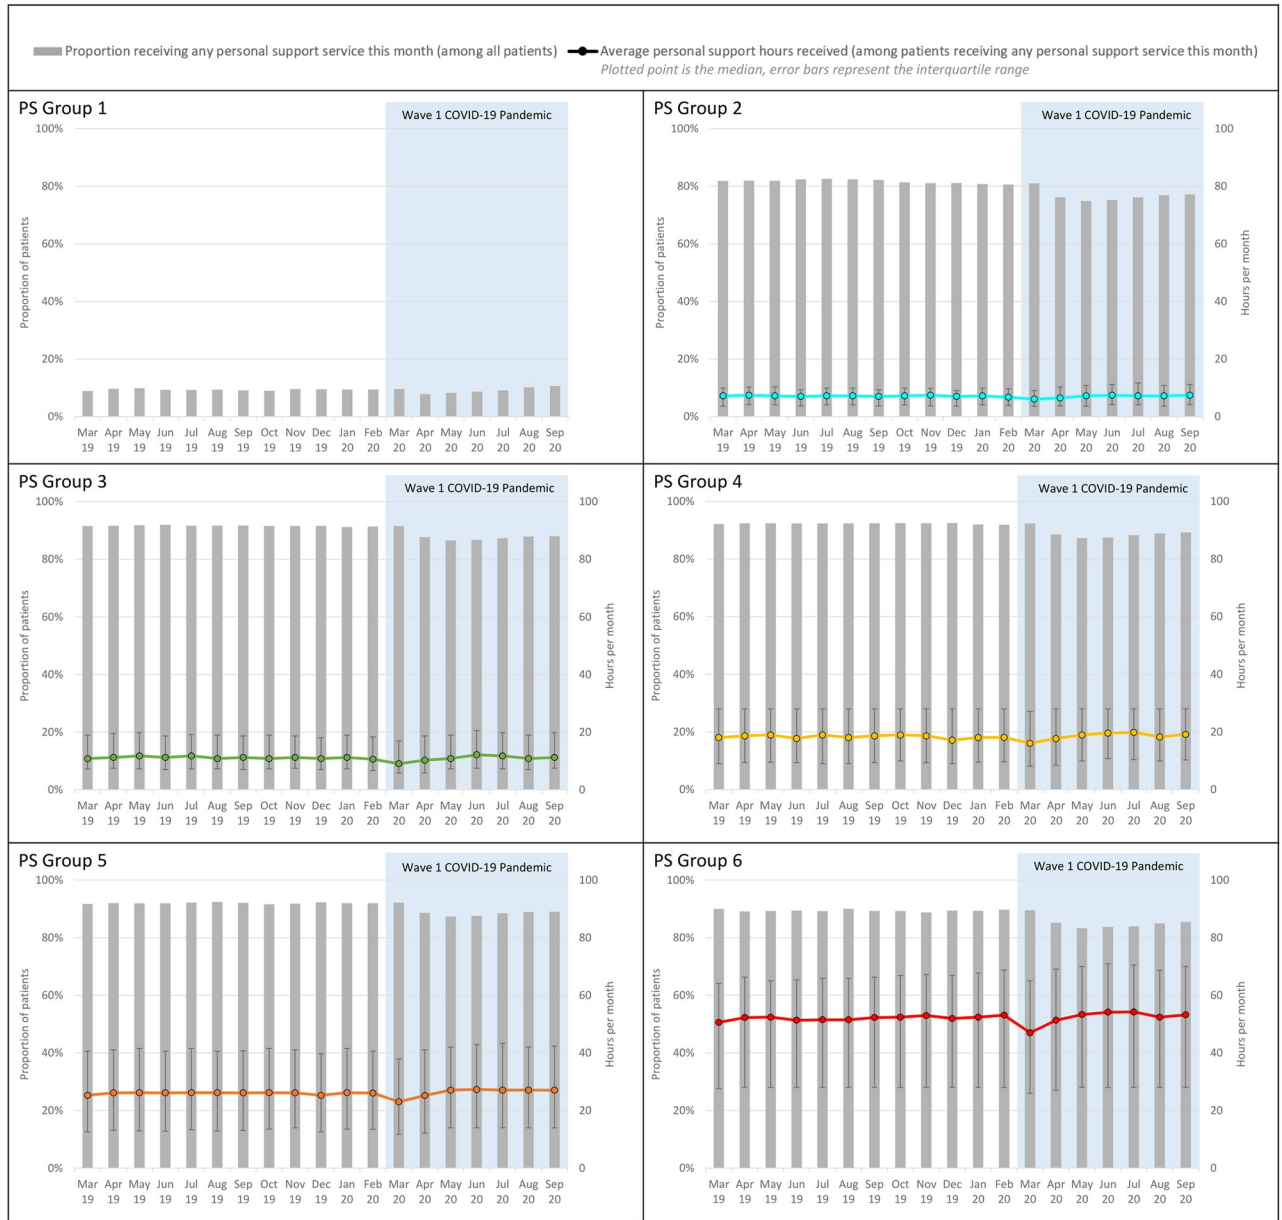 Proportion receiving any personal support service this month (among all patients) Average personal support hours received (among patients receiving any personal support service this month)
Plotted point is the median, error bars represent the interquartile range
PS Group 1
Wave 1 COVID-19 Pandemic
Proportion of patients
100%
80%
60%
40%
20%
0%
Mar Apr May Jun Jul Aug Sep Oct Nov Dec Jan Feb Mar Apr May Jun Jul Aug Sep
19 19 19 19 19 19 19 19 19 19 20 20 20 20 20 20 20 20 20
PS Group 2
Wave 1 COVID-19 Pandemic
Proportion of patients
100% 100
80% 80
60% 60
40% 40
20% 20
0% 0
Hours per month
Mar Apr May Jun Jul Aug Sep Oct Nov Dec Jan Feb Mar Apr May Jun Jul Aug Sep
19 19 19 19 19 19 19 19 19 19 20 20 20 20 20 20 20 20 20
PS Group 3
Wave 1 COVID-19 Pandemic
Proportion of patients
100% 100
80% 80
60% 60
40% 40
20% 20
0% 0
Hours per month
Mar Apr May Jun Jul Aug Sep Oct Nov Dec Jan Feb Mar Apr May Jun Jul Aug Sep
19 19 19 19 19 19 19 19 19 19 20 20 20 20 20 20 20 20 20
PS Group 4
Wave 1 COVID-19 Pandemic
Proportion of patients
100% 100
80% 80
60% 60
40% 40
20% 20
0% 0
Hours per month
Mar Apr May Jun Jul Aug Sep Oct Nov Dec Jan Feb Mar Apr May Jun Jul Aug Sep
19 19 19 19 19 19 19 19 19 19 20 20 20 20 20 20 20 20 20
PS Group 5
Wave 1 COVID-19 Pandemic
Proportion of patients
100% 100
80% 80
60% 60
40% 40
20% 20
0% 0
Hours per month
Mar Apr May Jun Jul Aug Sep Oct Nov Dec Jan Feb Mar Apr May Jun Jul Aug Sep
19 19 19 19 19 19 19 19 19 19 20 20 20 20 20 20 20 20 20
PS Group 6
Wave 1 COVID-19 Pandemic
Proportion of patients
100% 100
80% 80
60% 60
40% 40
20% 20
0% 0
Hours per month
Mar Apr May Jun Jul Aug Sep Oct Nov Dec Jan Feb Mar Apr May Jun Jul Aug Sep
19 19 19 19 19 19 19 19 19 19 20 20 20 20 20 20 20 20 20